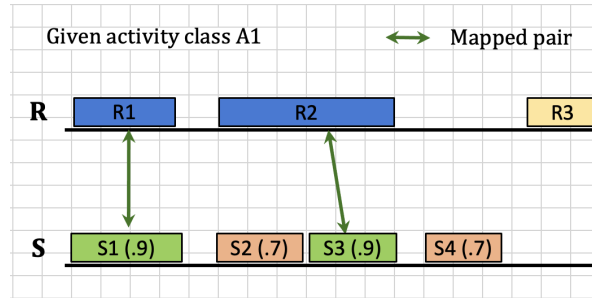 Given activity class A1 Mapped pair
R R1 R2 R3
S S1 (.9) S2 (.7) S3 (.9) S4 (.7)